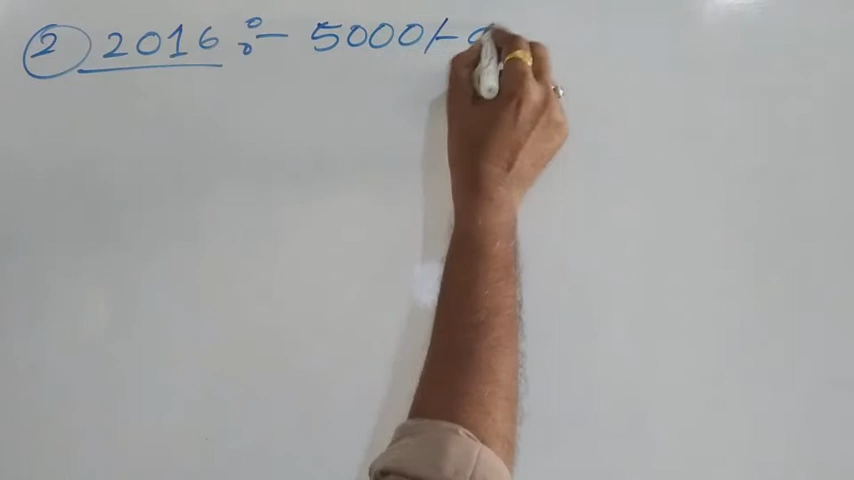 ② 2016 :- 5000/-